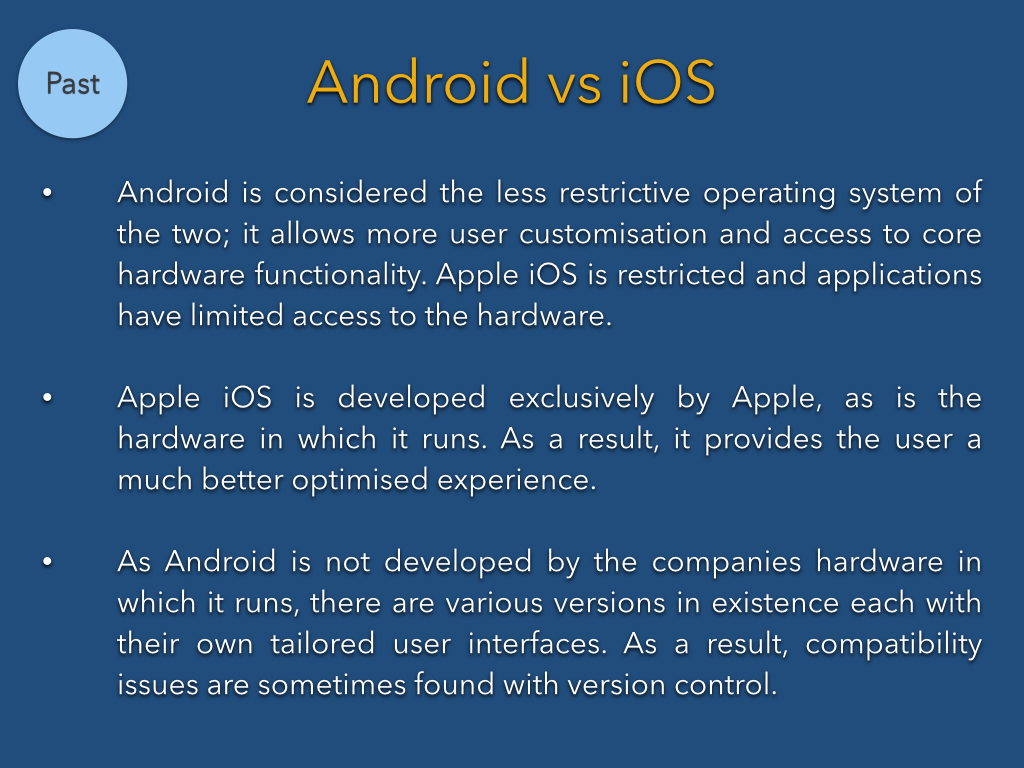 Past
Android vs iOS
• Android is considered the less restrictive operating system of
the two; it allows more user customisation and access to core
hardware functionality. Apple iOS is restricted and applications
have limited access to the hardware.
• Apple iOS is developed exclusively by Apple, as is the
hardware in which it runs. As a result, it provides the user a
much better optimised experience.
• As Android is not developed by the companies hardware in
which it runs, there are various versions in existence each with
their own tailored user interfaces. As a result, compatibility
issues are sometimes found with version control.